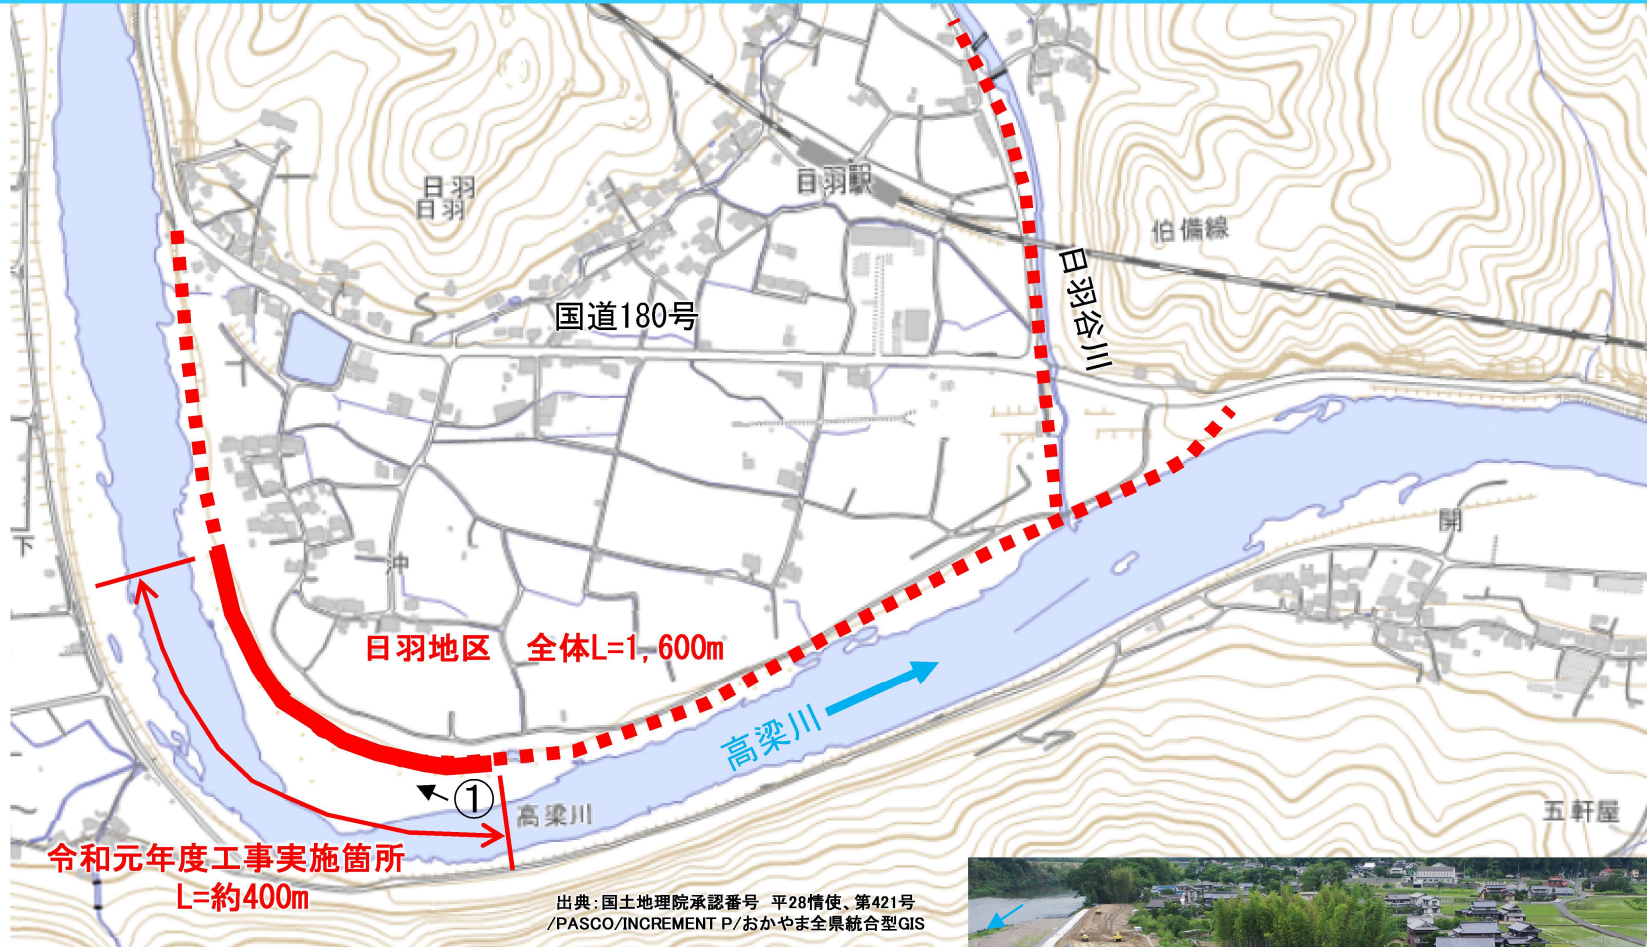 日羽
日羽
日羽駅
伯備線
日羽谷川
国道180号
開
下
中
日羽地区 全体L=1,600m
高梁川
①
高梁川
五軒屋
令和元年度工事実施箇所
L=約400m
出典:国土地理院承認番号 平28情使、第421号
/PASCO/INCREMENT P/おかやま全県統合型GIS